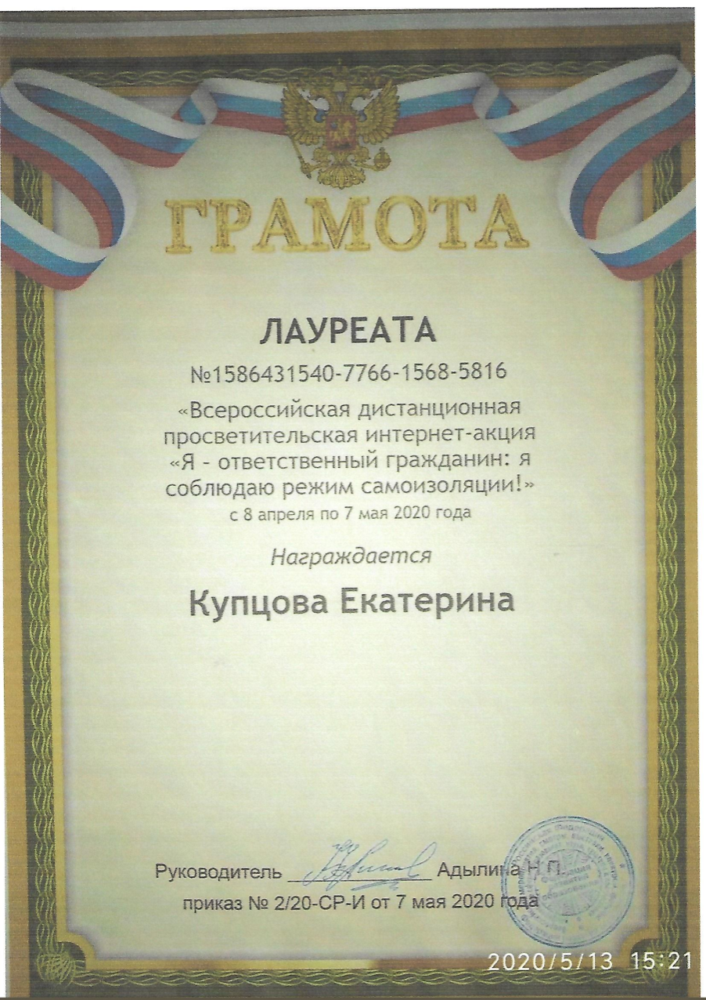 ГРАМОТА
ЛАУРЕАТА
№1586431540-7766-1568-5816
«Всероссийская дистанционная
просветительская интернет-акция
«Я - ответственный гражданин: я
соблюдаю режим самоизоляции!»
с 8 апреля по 7 мая 2020 года
Награждается
Купцова Екатерина
Руководитель Адылина Н.П.
приказ № 2/20-СР-И от 7 мая 2020 года
2020/5/13 15:21